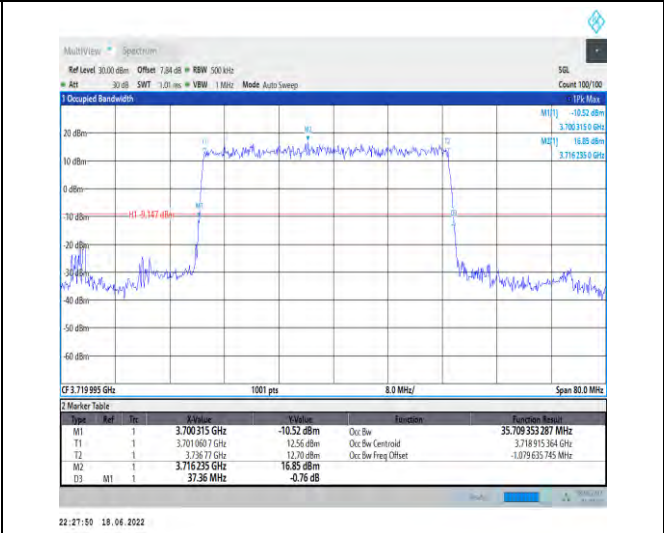 MultiView Spectrum
Ref Level 30.00 dBm Offset 7.84 dB RBW 500 kHz SGL
Att 30 dB SWT 1.01 ms VBW 1 MHz Mode Auto Sweep Count 100/100
1 Occupied Bandwidth 1Pk Max
M1[1] -10.52 dBm
3.700 315 0 GHz
M2[1] 16.85 dBm
3.716 235 0 GHz
20 dBm
10 dBm
0 dBm
-10 dBm
H1 -9.147 dBm
-20 dBm
-30 dBm
-40 dBm
-50 dBm
-60 dBm
T1
M2
T2
M1
D3
CF 3.719 995 GHz 1001 pts 8.0 MHz/ Span 80.0 MHz
2 Marker Table
Type Ref Trc X-Value Y-Value Function Function Result
M1 1 3.700 315 GHz -10.52 dBm Occ Bw 35.709 353 287 MHz
T1 1 3.701 060 7 GHz 12.56 dBm Occ Bw Centroid 3.718 915 364 GHz
T2 1 3.736 77 GHz 12.70 dBm Occ Bw Freq Offset -1.079 635 745 MHz
M2 1 3.716 235 GHz 16.85 dBm
D3 M1 1 37.36 MHz -0.76 dB
22:27:50 18.06.2022